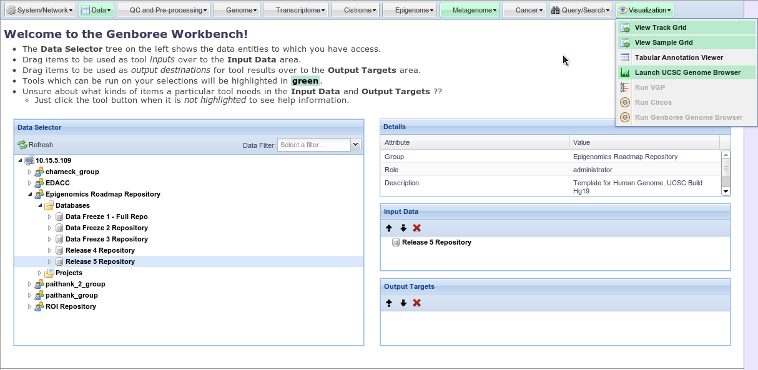 System/Network Data QC and Pre-processing Genome Transcriptome Cistrome Epigenome Metagenome Cancer Query/Search Visualization
View Track Grid
View Sample Grid
Tabular Annotation Viewer
Launch UCSC Genome Browser
Run VGP
Run Circos
Run Genboree Genome Browser
Welcome to the Genboree Workbench!
The Data Selector tree on the left shows the data entities to which you have access.
Drag items to be used as tool inputs over to the Input Data area.
Drag items to be used as output destinations for tool results over to the Output Targets area.
Tools which can be run on your selections will be highlighted in green.
Unsure about what kinds of items a particular tool needs in the Input Data and Output Targets ??
Just click the tool button when it is not highlighted to see help information.
Data Selector
Refresh
Data Filter: Select a filter...
10.15.5.109
charneck_group
EDACC
Epigenomics Roadmap Repository
Databases
Data Freeze 1 - Full Repo
Data Freeze 2 Repository
Data Freeze 3 Repository
Release 4 Repository
Release 5 Repository
Projects
paithank_2_group
paithank_group
ROI Repository
Details
Attribute Value
Group Epigenomics Roadmap Repository
Role administrator
Description Template for Human Genome, UCSC Build
Hg19
Input Data
Release 5 Repository
Output Targets